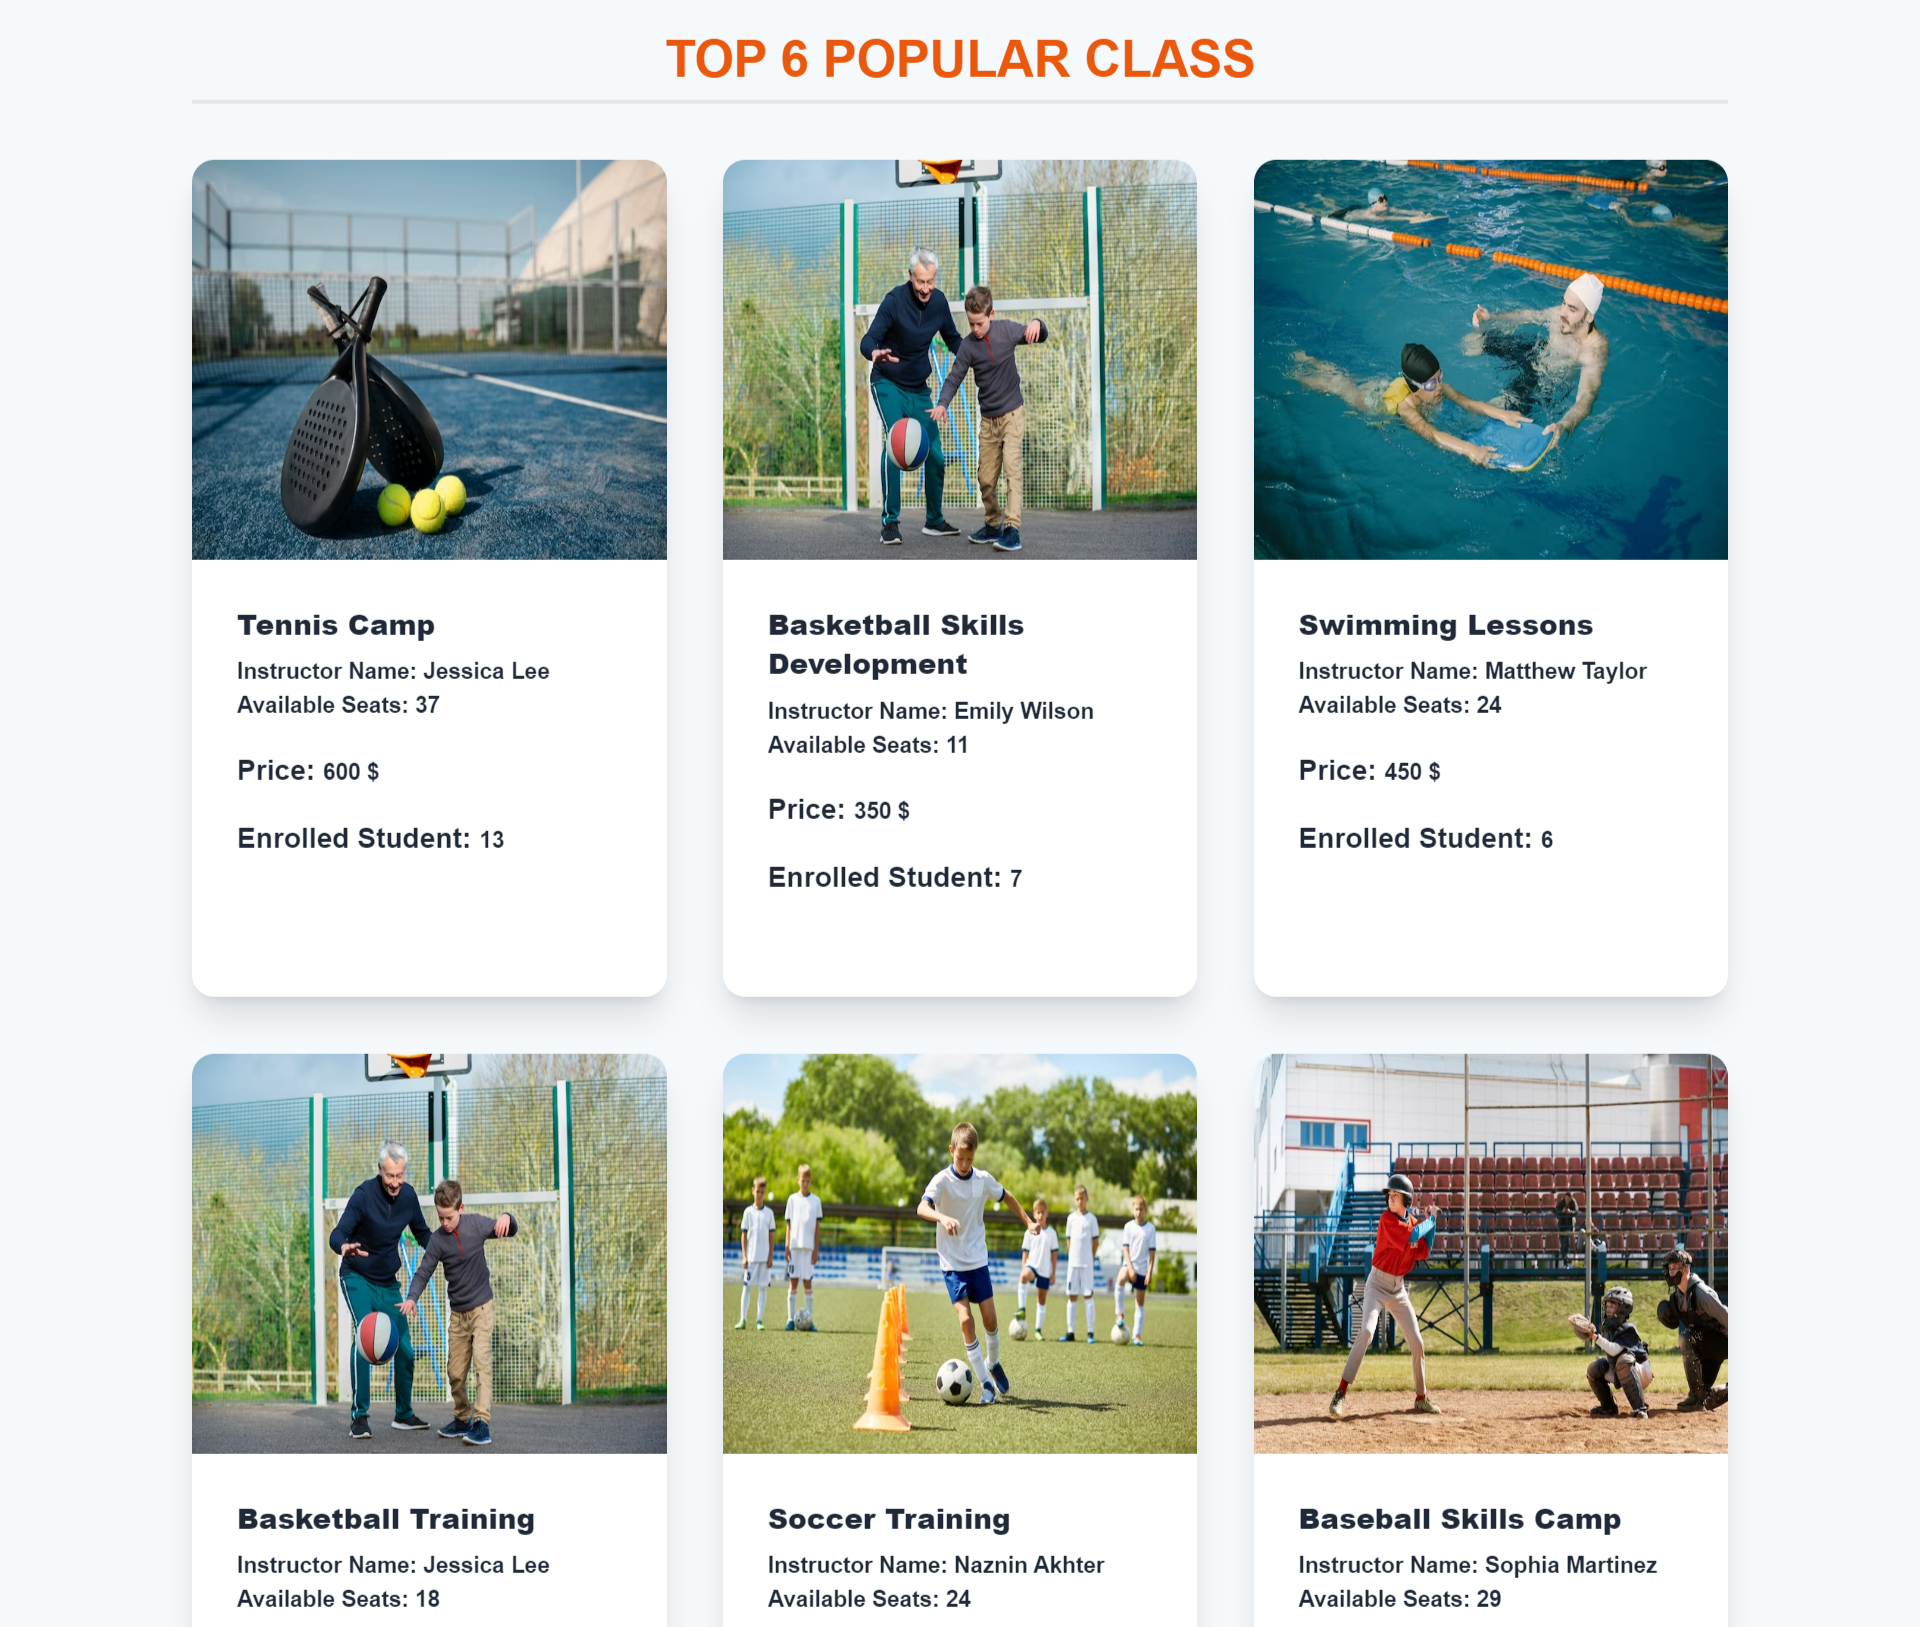 TOP 6 POPULAR CLASS
Tennis Camp
Instructor Name: Jessica Lee
Available Seats: 37
Price: 600 $
Enrolled Student: 13
Basketball Skills
Development
Instructor Name: Emily Wilson
Available Seats: 11
Price: 350 $
Enrolled Student: 7
Swimming Lessons
Instructor Name: Matthew Taylor
Available Seats: 24
Price: 450 $
Enrolled Student: 6
Basketball Training
Instructor Name: Jessica Lee
Available Seats: 18
Soccer Training
Instructor Name: Naznin Akhter
Available Seats: 24
Baseball Skills Camp
Instructor Name: Sophia Martinez
Available Seats: 29